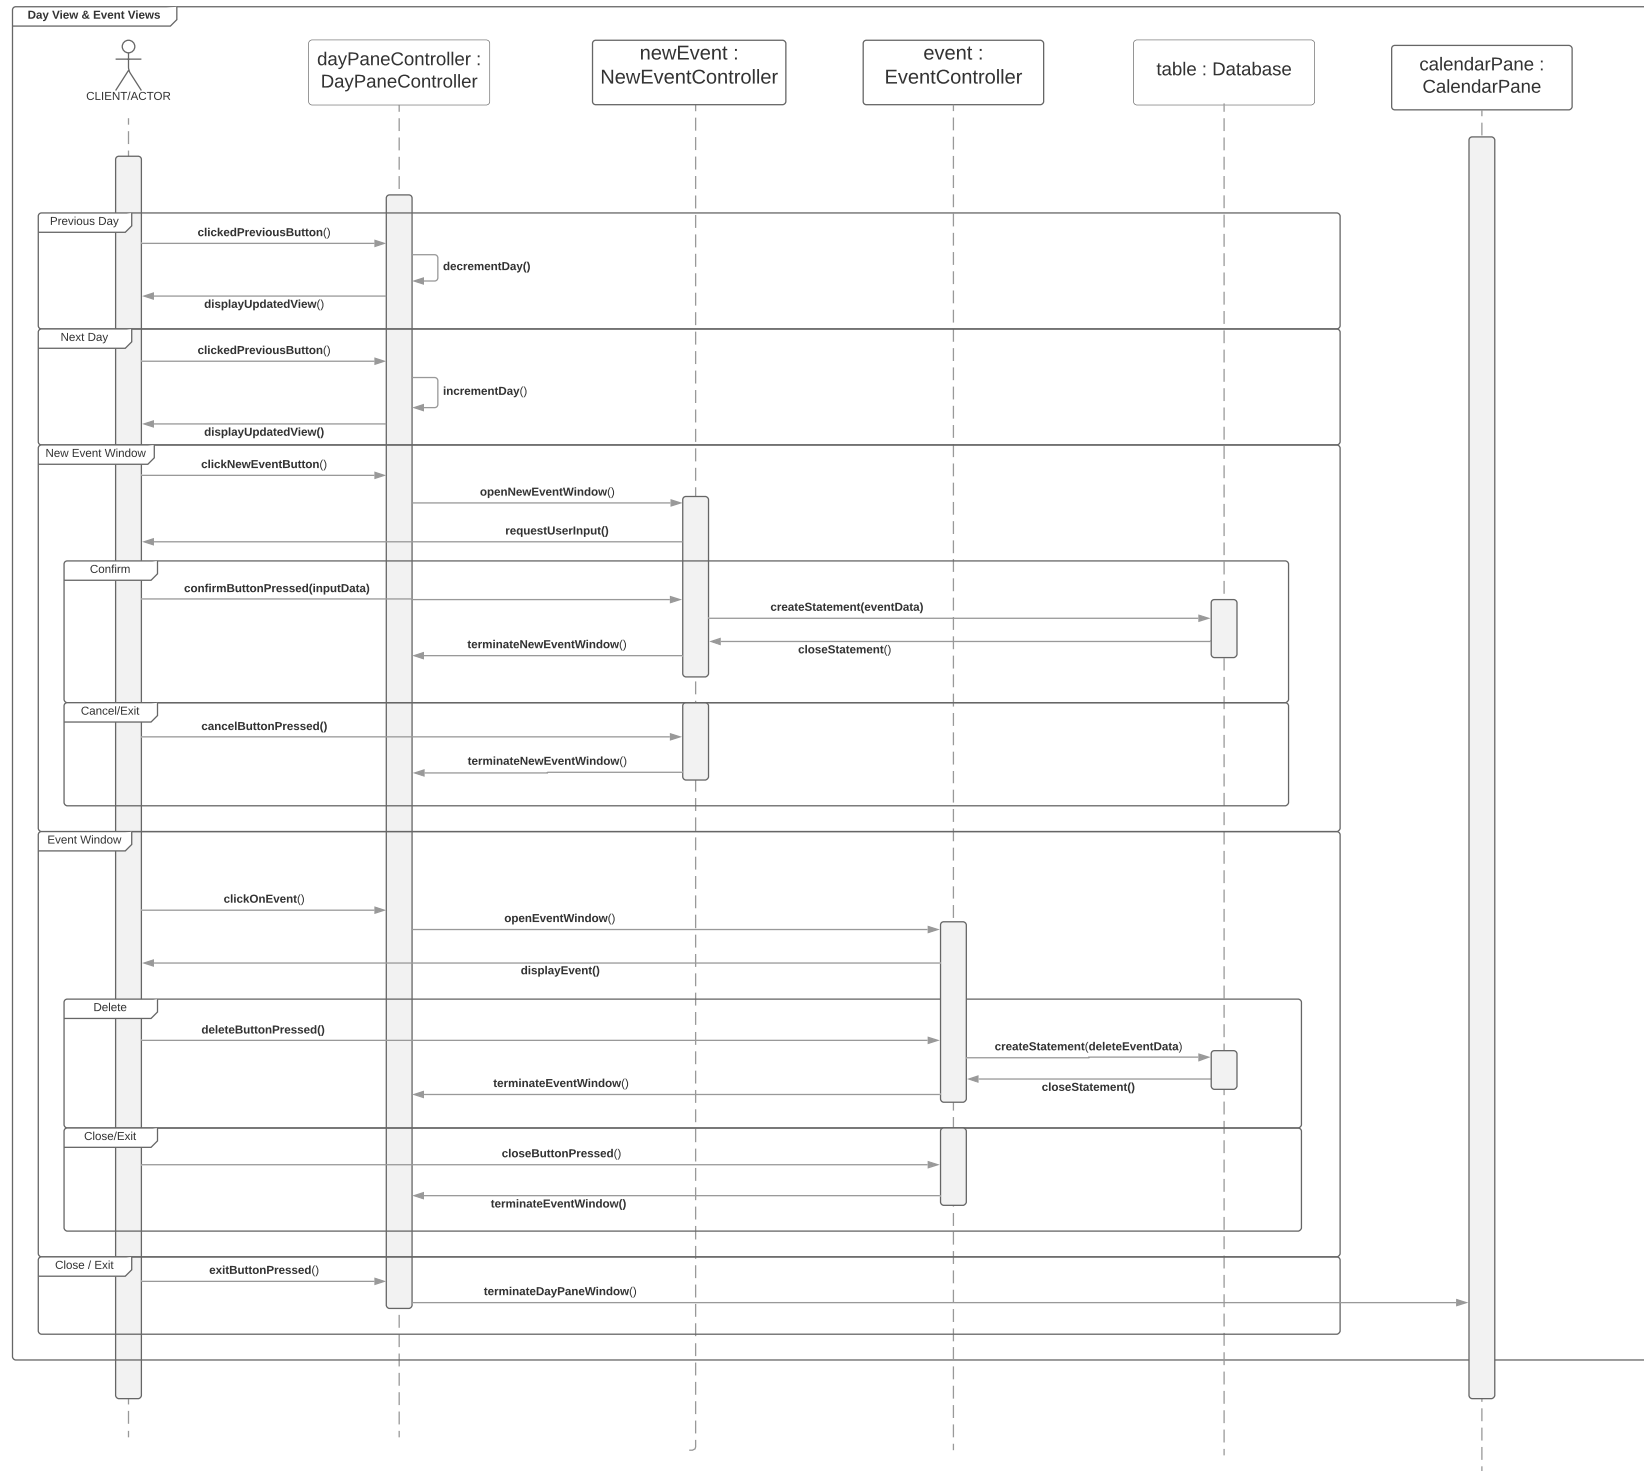 Day View & Event Views
CLIENT/ACTOR
dayPaneController :
DayPaneController
newEvent :
NewEventController
event :
EventController
table : Database
calendarPane :
CalendarPane
Previous Day
clickedPreviousButton()
decrementDay()
displayUpdatedView()
Next Day
clickedPreviousButton()
incrementDay()
displayUpdatedView()
New Event Window
clickNewEventButton()
openNewEventWindow()
requestUserInput()
Confirm
confirmButtonPressed(inputData)
createStatement(eventData)
terminateNewEventWindow()
closeStatement()
Cancel/Exit
cancelButtonPressed()
terminateNewEventWindow()
Event Window
clickOnEvent()
openEventWindow()
displayEvent()
Delete
deleteButtonPressed()
createStatement(deleteEventData)
terminateEventWindow()
closeStatement()
Close/Exit
closeButtonPressed()
terminateEventWindow()
Close / Exit
exitButtonPressed()
terminateDayPaneWindow()